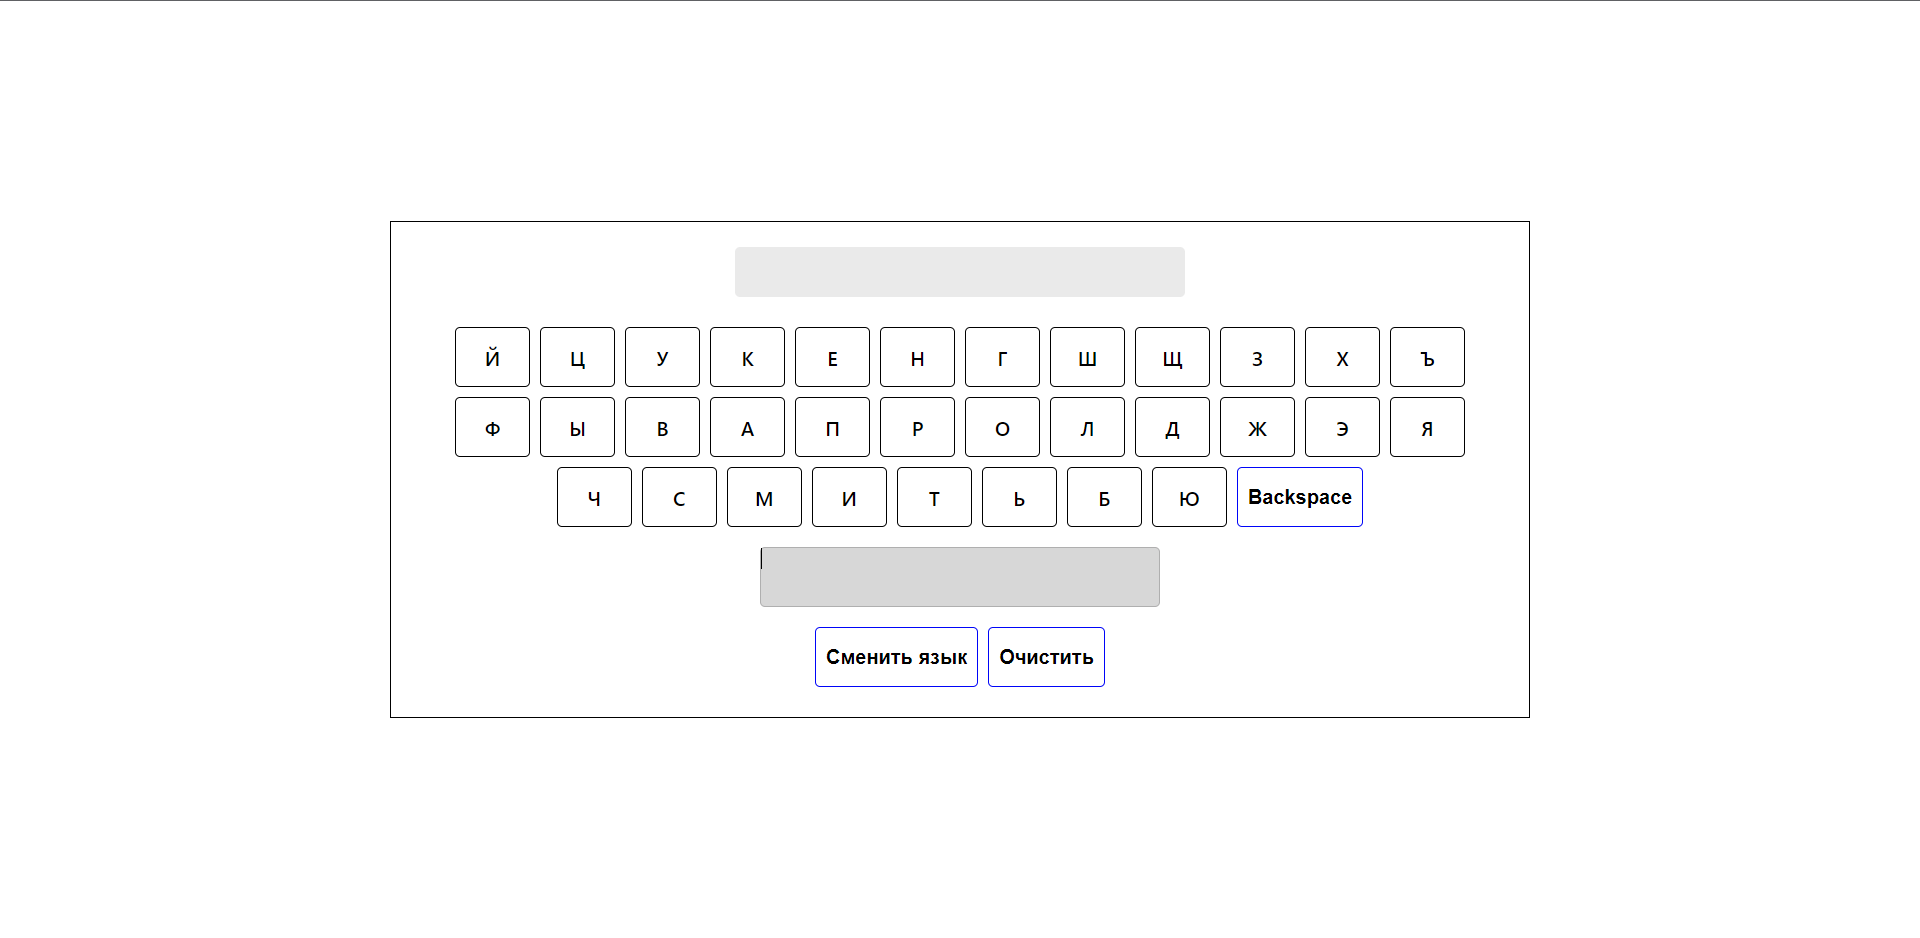 Й Ц У К Е Н Г Ш Щ З Х Ъ
Ф Ы В А П Р О Л Д Ж Э Я
Ч С М И Т Ь Б Ю Backspace
Сменить язык Очистить